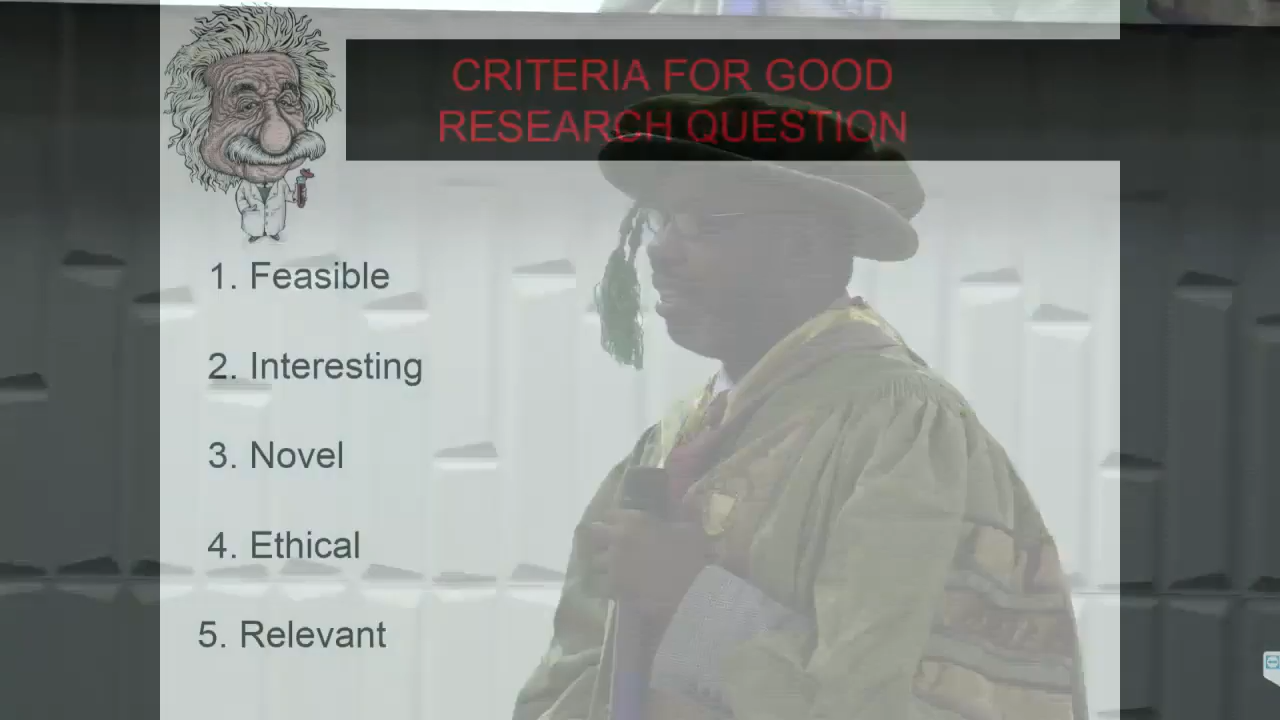 CRITERIA FOR GOOD
RESEARCH QUESTION
1. Feasible
2. Interesting
3. Novel
4. Ethical
5. Relevant